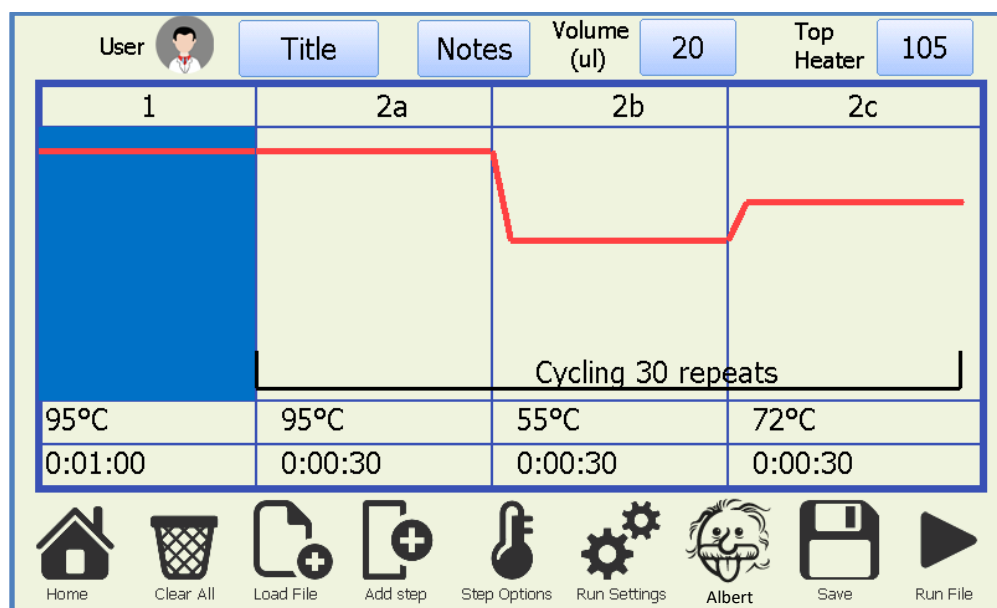 User Title Notes Volume (ul) 20 Top Heater 105
1 2a 2b 2c
Cycling 30 repeats
95°C 95°C 55°C 72°C
0:01:00 0:00:30 0:00:30 0:00:30
Home Clear All Load File Add step Step Options Run Settings Albert Save Run File